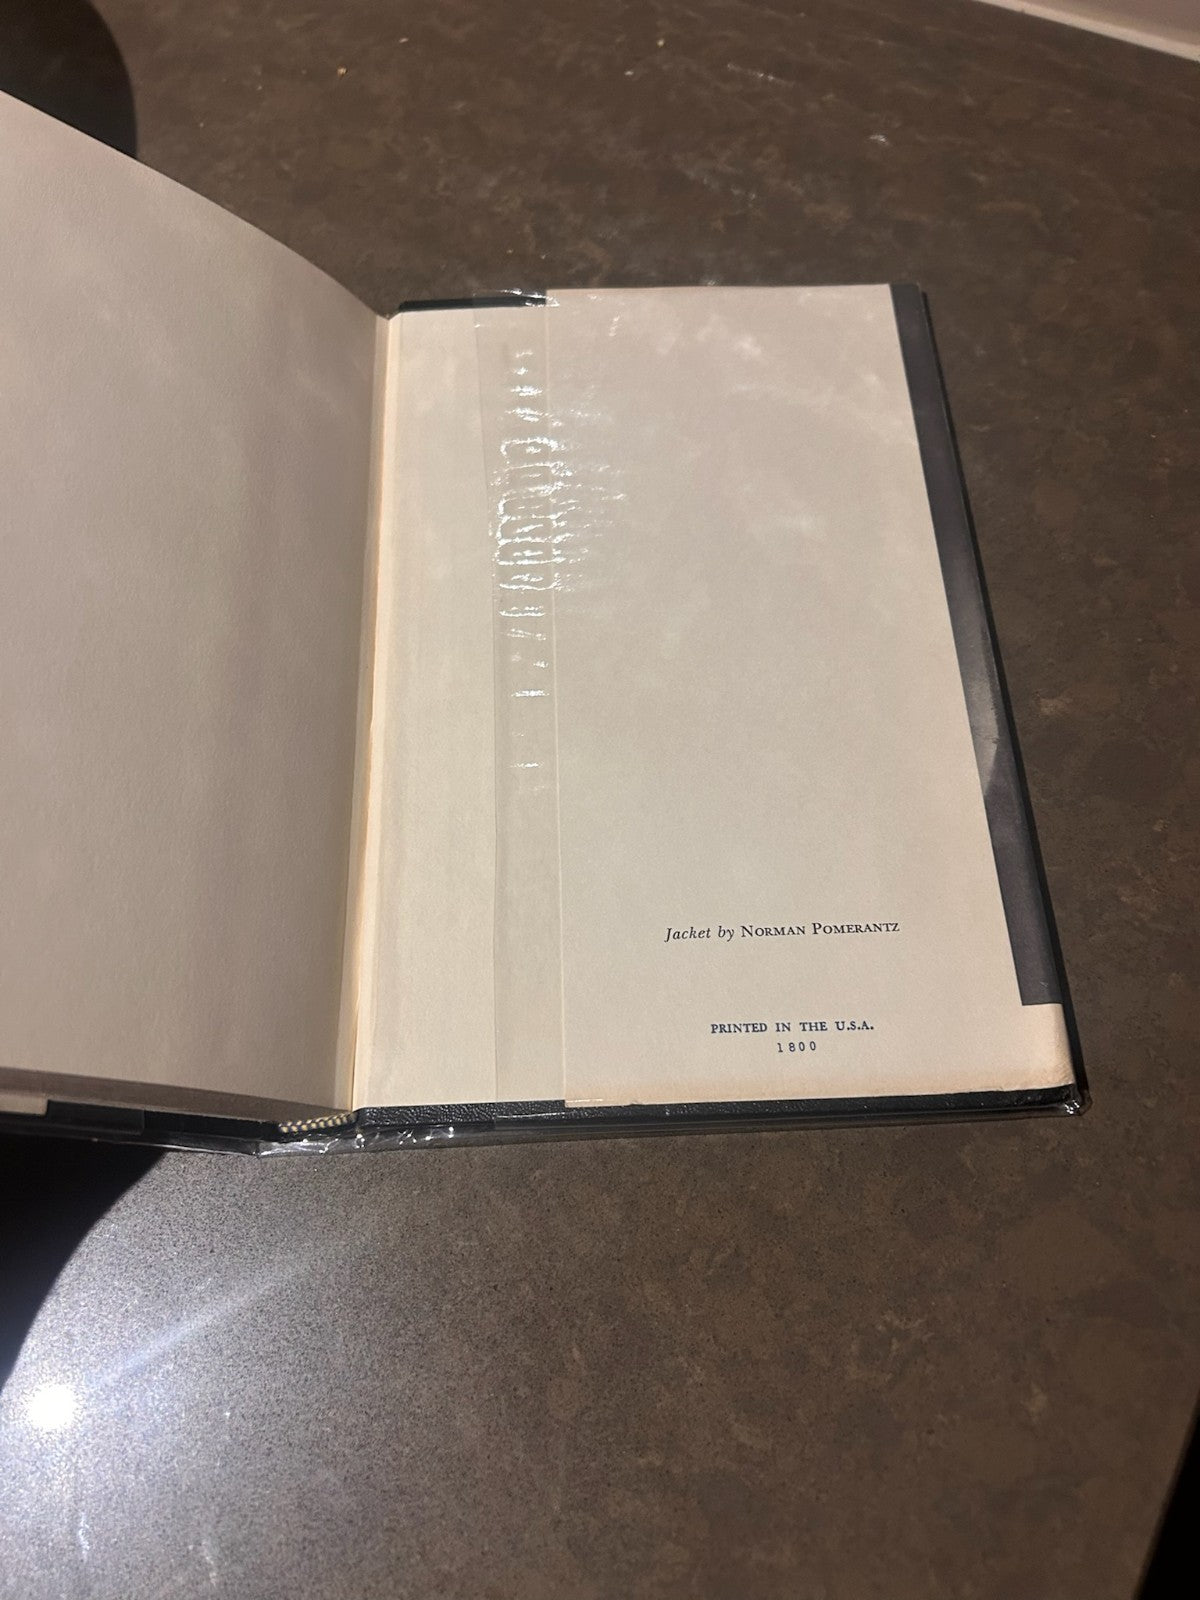 Jacket by NORMAN POMERANTZ
PRINTED IN THE U.S.A.
1800